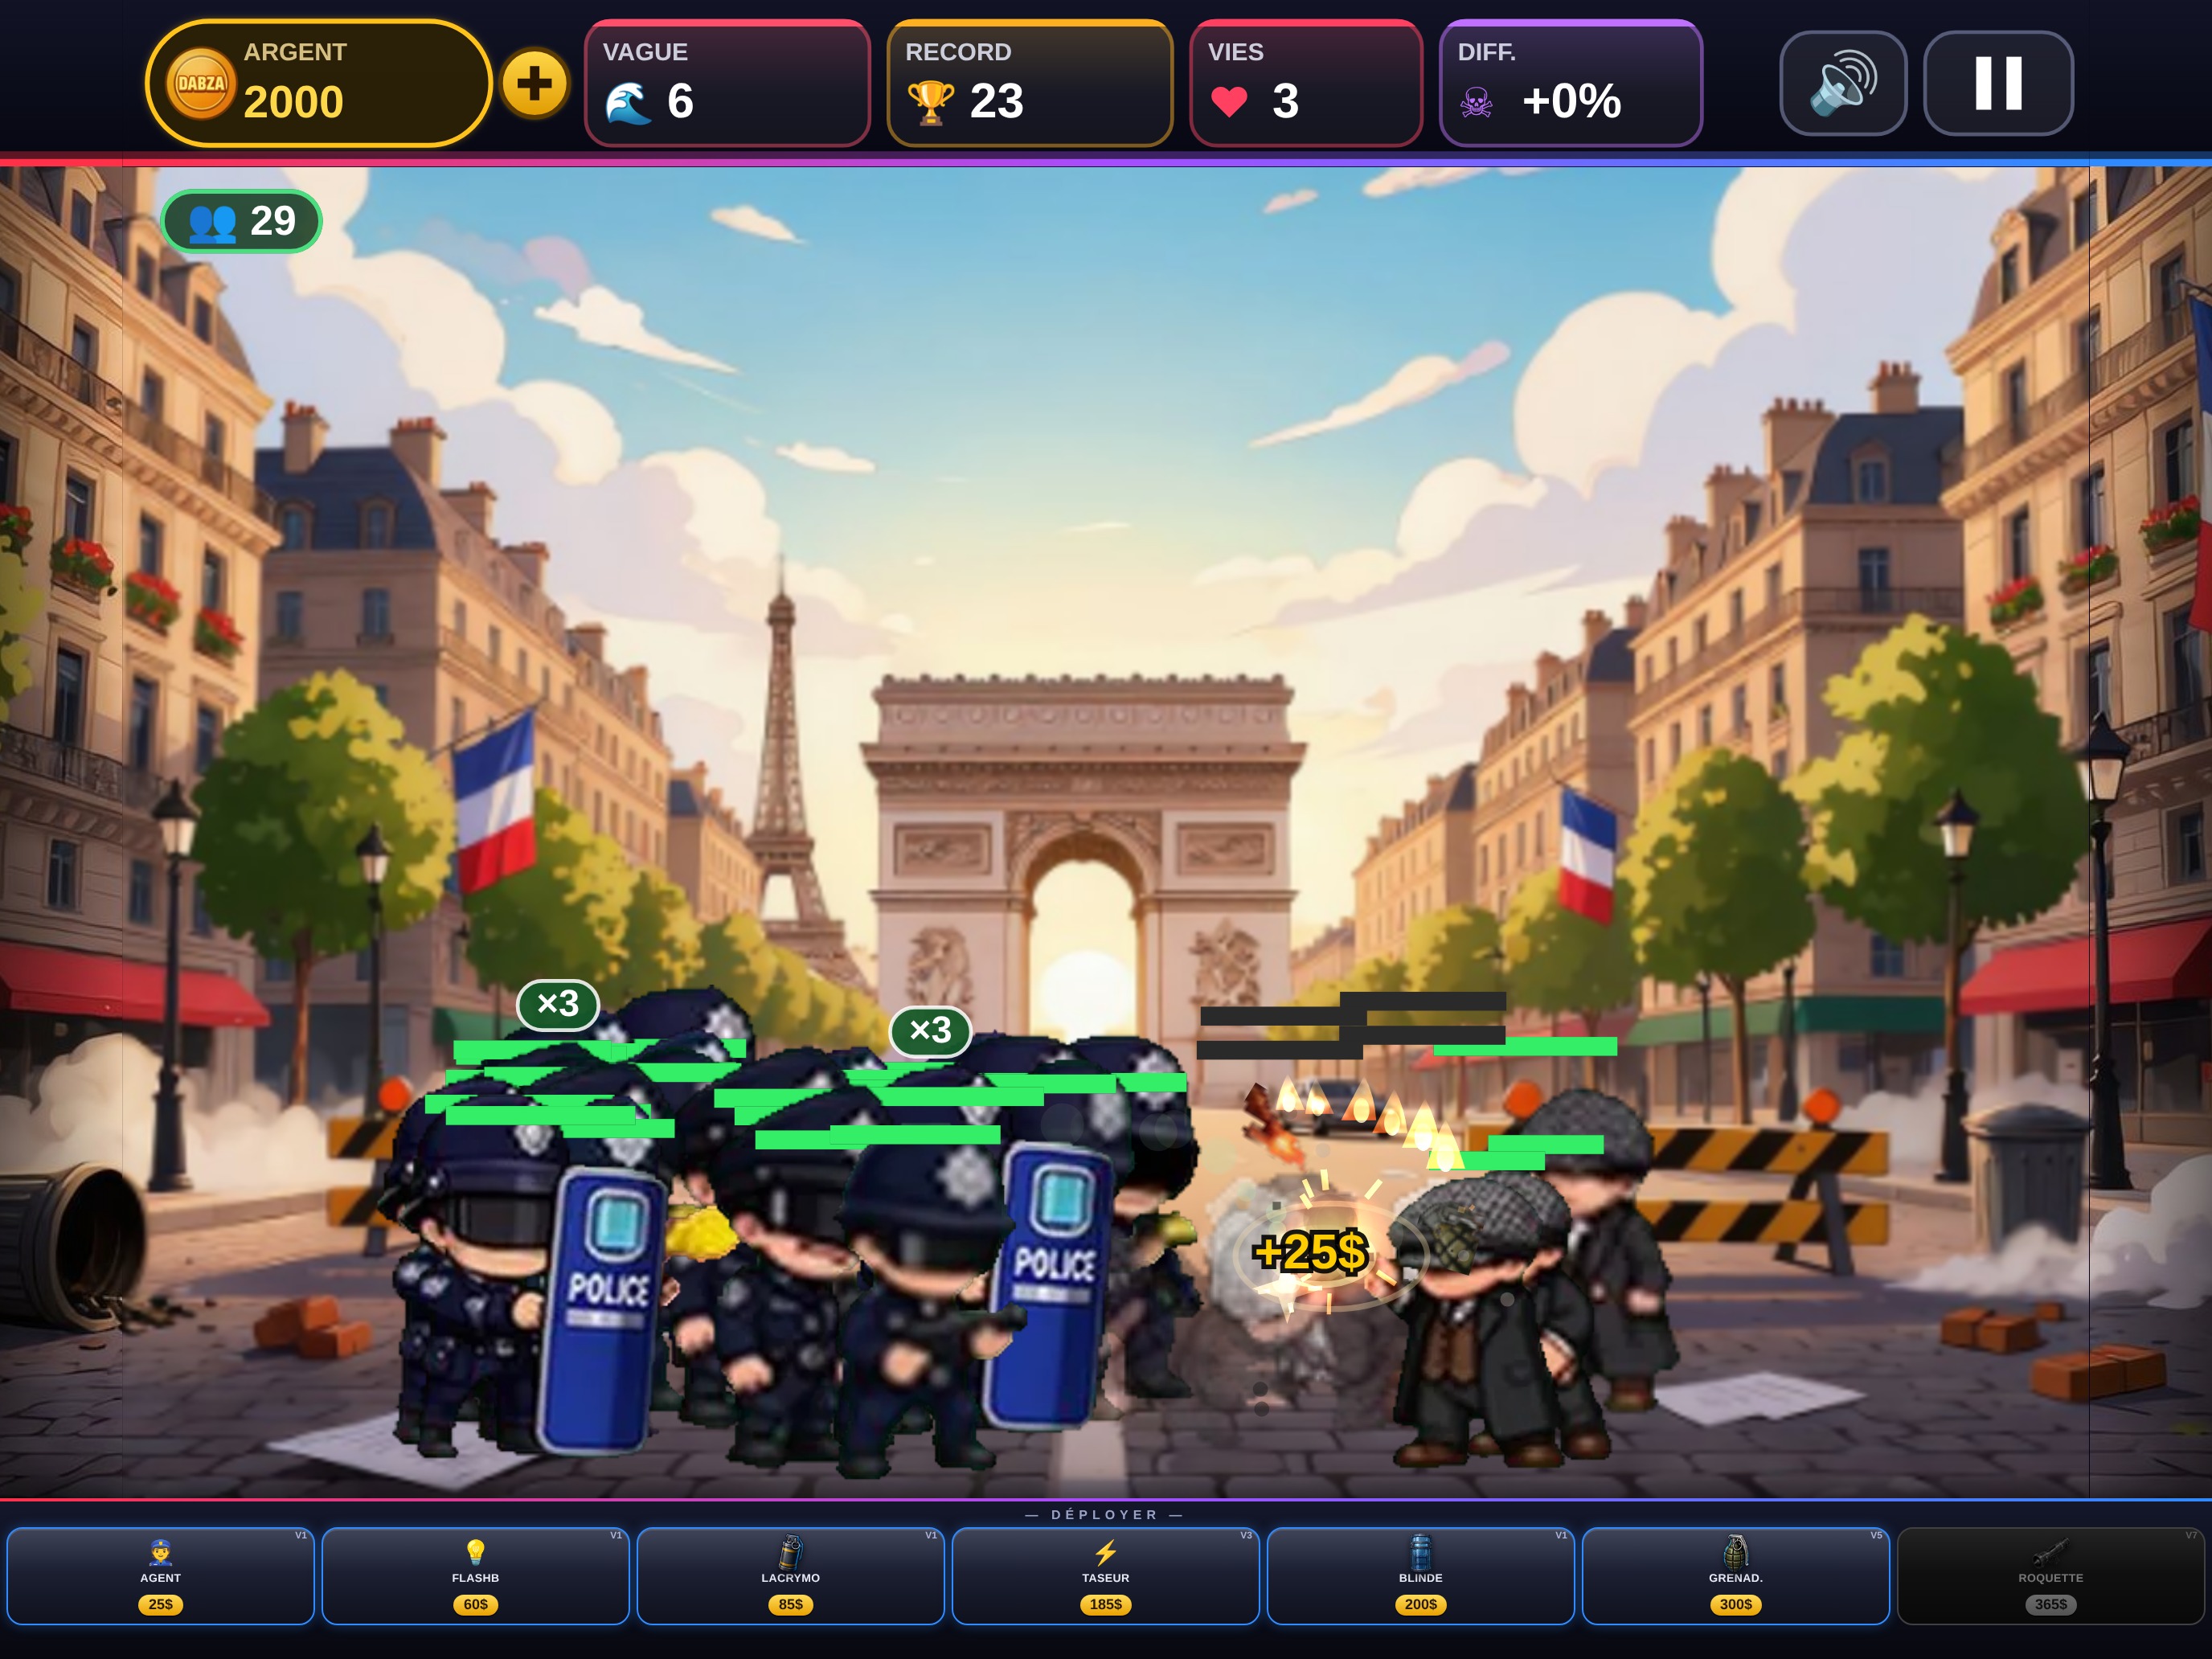 ARGENT
DABZA
2000
VAGUE
6
RECORD
23
VIES
3
DIFF.
+0%
29
×3
×3
+25$
POLICE
POLICE
— DÉPLOYER —
V1
AGENT
25$
V1
FLASHB
60$
V1
LACRYMO
85$
V3
TASEUR
185$
V1
BLINDE
200$
V5
GRENAD.
300$
V7
ROQUETTE
365$